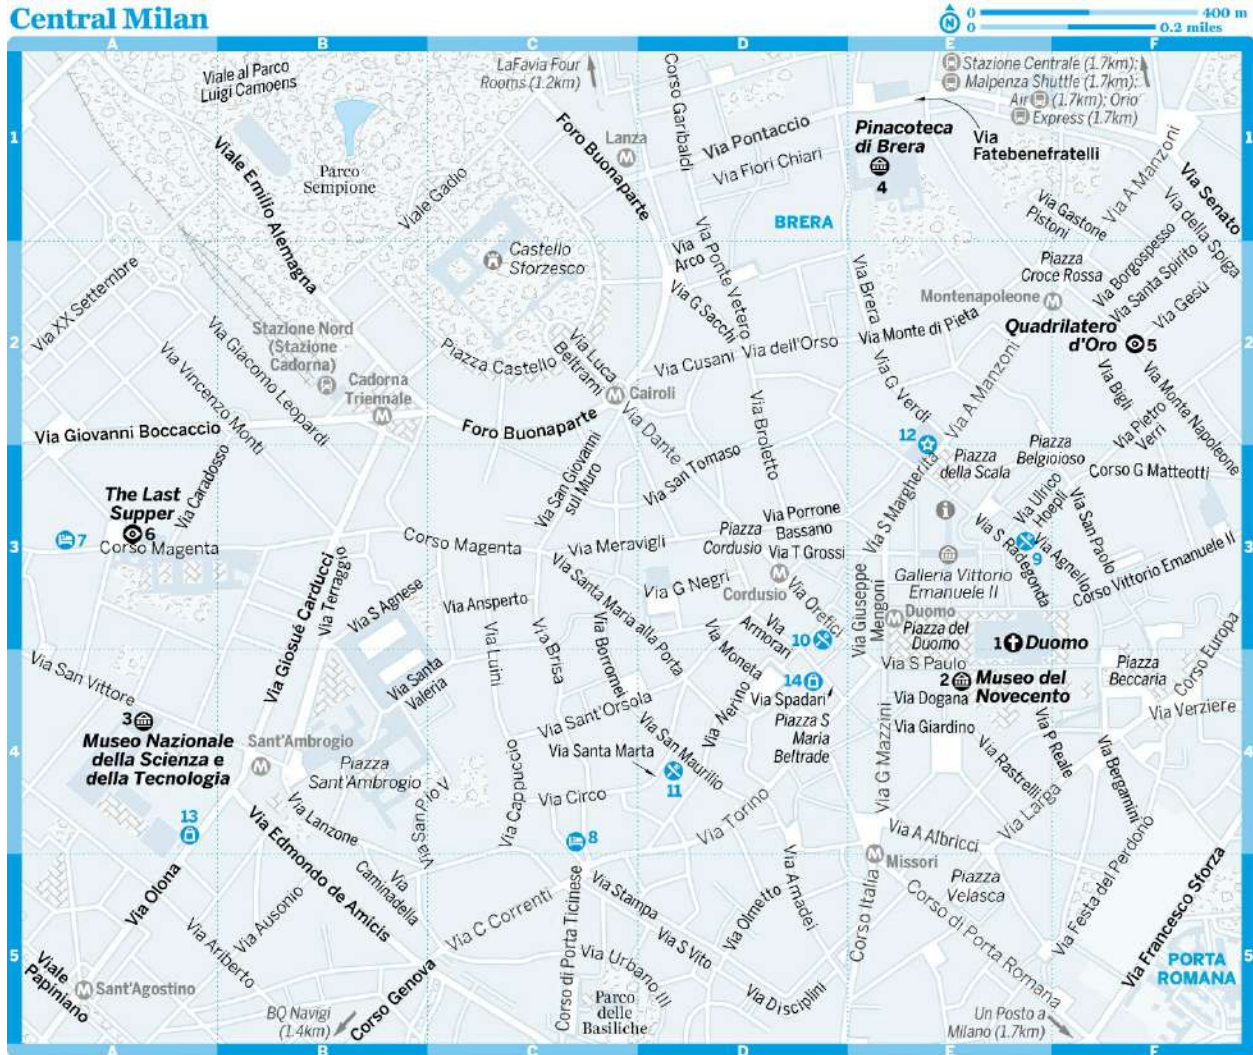 Central Milan
0 400 m
N
0 0.2 miles
A B C D E F
Viale al Parco
Luigi Camoens
LaFavia Four
Rooms (1.2km)
Corso Garibaldi
Stazione Centrale (1.7km);
Malpenza Shuttle (1.7km);
Air (1.7km); Orio
Express (1.7km)
1
Foro Buonaparte
Lanza
M
Via Pontaccio
Via Fiori Chiari
Pinacoteca
di Brera
4
Via
Fatebenefratelli
Via A Manzoni
1
Viale Emilio Alemagna
Parco
Sempione
Viale Gadio
BRERA
Via Gastone
Pistoni
Via Senato
Via della Spiga
Castello
Sforzesco
Via
Arco
Via Ponte Vetero
Via Brera
Piazza
Croce Rossa
Via Borgospesso
Via Santa Spirito
Via Gesù
Via XX Settembre
Via G Sacchi
Montenapoleone
M
2
Stazione Nord
(Stazione
Cadorna)
Via Giacomo Leopardi
Via Vincenzo Monti
Piazza Castello
Via Luca
Beltrami
Via Cusani
Via dell'Orso
Via Monte di Pieta
Quadrilatero
d'Oro
5
2
Cadorna
Triennale
M
M
Cairoli
Via G Verdi
Via A Manzoni
Via Bigli
Via Monte Napoleone
Via Giovanni Boccaccio
Foro Buonaparte
Via Dante
Via Broletto
12
Via Pietro
Verri
Piazza
della Scala
Piazza
Belgioioso
Corso G Matteotti
Via Caradosso
The Last
Supper
6
7
Corso Magenta
Via San Giovanni
sul Muro
Via San Tomaso
Via S Margherita
Via Ulrico
Hoepli
Via San Paolo
Via Porrone
Bassano
Piazza
Cordusio
Via T Grossi
i
Via S Radegonda
Via Agnello
9
3
Corso Magenta
Via Meravigli
Corso Vittorio Emanuele II
3
Via Giosuè Carducci
Via Terraggio
Via S Agnese
Via Santa Maria alla Porta
Via G Negri
M
Cordusio
Via Orefici
Galleria Vittorio
Emanuele II
Via Giuseppe
Mengoni
M
Duomo
Piazza del
Duomo
1
Duomo
Via Ansperto
Via Luini
Via Brisa
Via Borromei
Via Moneta
Via
Armorari
10
Corso Europa
Via San Vittore
Via Santa
Valeria
14
Via Spadari
Via S Paolo
2
Museo del
Novecento
Piazza
Beccaria
3
Museo Nazionale
della Scienza e
della Tecnologia
Via Sant'Orsola
Via Nerino
Piazza S
Maria
Beltrade
Via Dogana
Via Giardino
Via Verziere
4
Sant'Ambrogio
M
Piazza
Sant'Ambrogio
Via Cappuccio
Via Santa Marta
Via San Maurilio
11
Via G Mazzini
Via P Reale
Via Rastrelli
Via Bergamini
4
13
Via Lanzone
Via San Pio V
Via Circo
8
Via Torino
Via Larga
Via A Albricci
M
Missori
Via Edmondo de Amicis
Via Olona
Via Ausonio
Via
Caminadella
Via C Correnti
Corso di Porta Ticinese
Via Stampa
Via Olmetto
Via Amadei
Corso Italia
Piazza
Velasca
Via Festa del Perdono
Via Francesco Sforza
5
Via Ariberto
Viale
Papiniano
M
Sant'Agostino
BQ Navigi
(1.4km)
Corso Genova
Via Urbano III
Via S Vito
Parco
delle
Basiliche
Via Disciplini
Corso di Porta Romana
Un Posto a
Milano (1.7km)
PORTA
ROMANA
5
A B C D E F